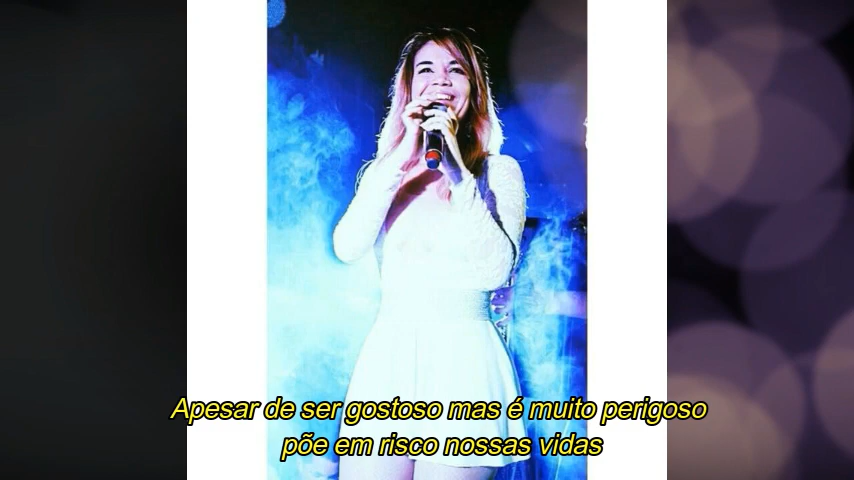 Apesar de ser gostoso mas é muito perigoso
põe em risco nossas vidas